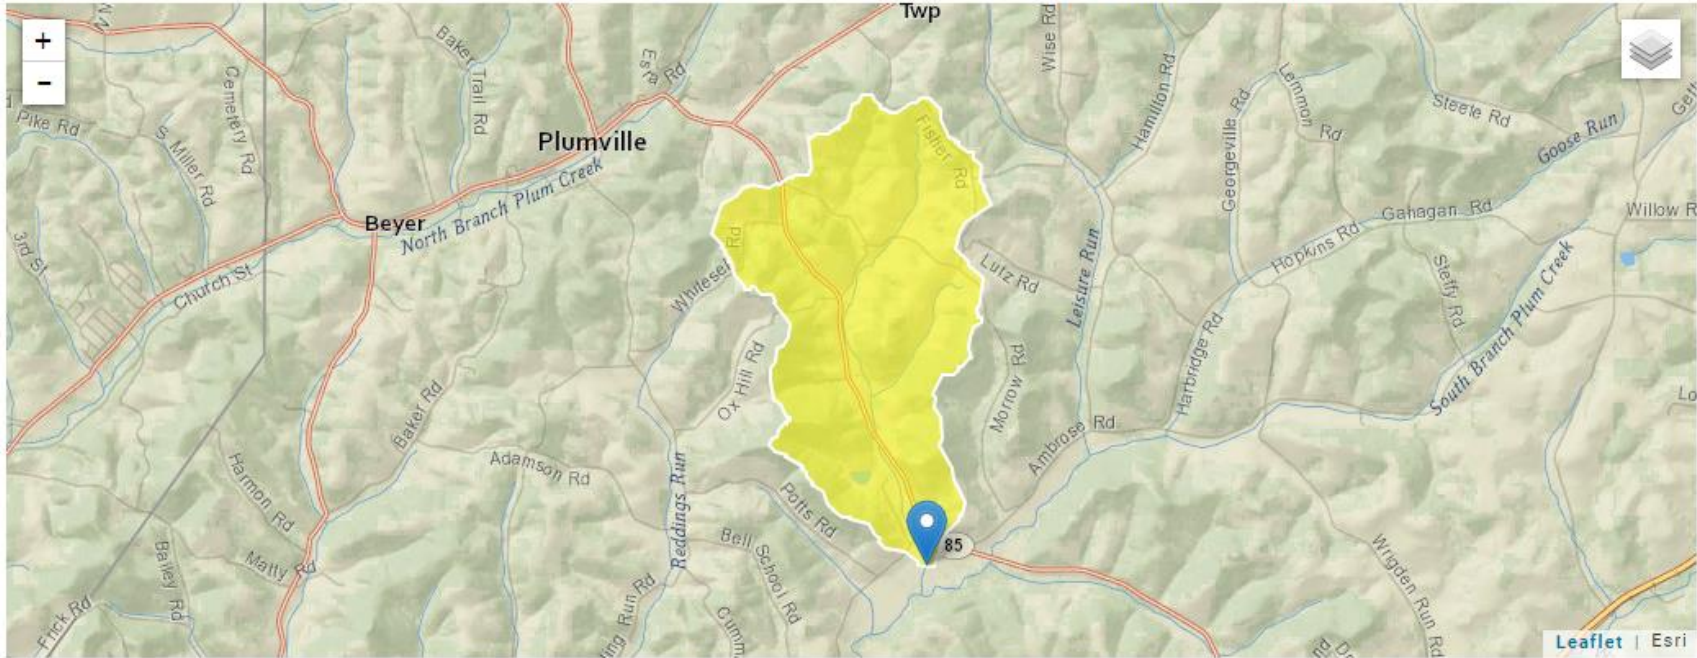 Twp
+
−
Baker Trail Rd
Esra Rd
Wise Rd
Hamilton Rd
Lemmon Rd
Steele Rd
Cemetery Rd
Pike Rd
S Miller Rd
Plumville
Fisher Rd
Georgeville Rd
Goose Run
North Branch Plum Creek
Beyer
Gahagan Rd
Willow R
3rd St
Church St
Whitesell Rd
Lutz Rd
Leisure Run
Hopkins Rd
Steffy Rd
South Branch Plum Creek
Ox Hill Rd
Morrow Rd
Harbridge Rd
Baker Rd
Ambrose Rd
Harmon Rd
Adamson Rd
Reddings Run
Potts Rd
85
Bell School Rd
Bailey Rd
Matty Rd
Wrigden Run Rd
Frick Rd
ing Run Rd
Cumm
Leaflet | Esri